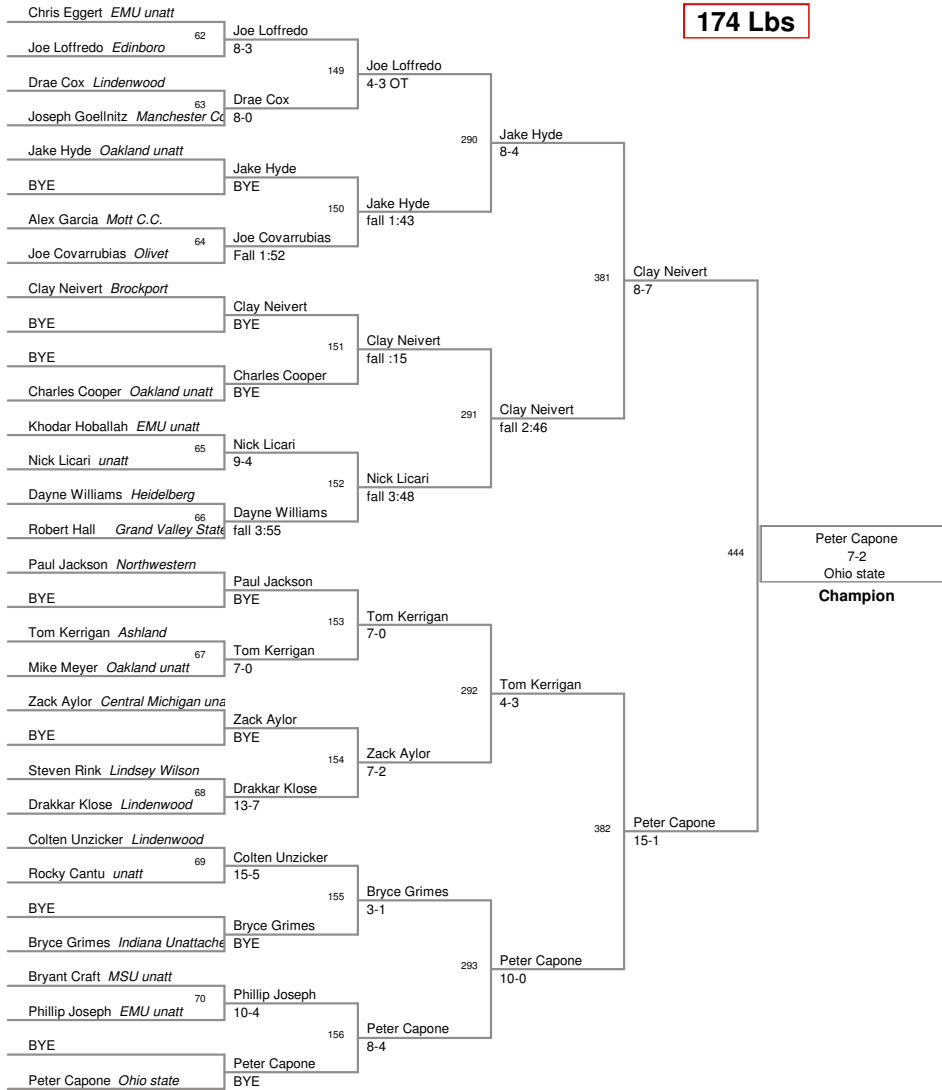 174 Lbs
Chris Eggert EMU unatt
62
Joe Loffredo Edinboro
Drae Cox Lindenwood
63
Joseph Goellnitz Manchester Co
Jake Hyde Oakland unatt
BYE
Alex Garcia Mott C.C.
64
Joe Covarrubias Olivet
Clay Neivert Brockport
BYE
BYE
Charles Cooper Oakland unatt
Khodar Hoballah EMU unatt
65
Nick Licari unatt
Dayne Williams Heidelberg
66
Robert Hall Grand Valley State
Paul Jackson Northwestern
BYE
Tom Kerrigan Ashland
67
Mike Meyer Oakland unatt
Zack Aylor Central Michigan una
BYE
Steven Rink Lindsey Wilson
68
Drakkar Klose Lindenwood
Colten Unzicker Lindenwood
69
Rocky Cantu unatt
BYE
Bryce Grimes Indiana Unattache
Bryant Craft MSU unatt
70
Phillip Joseph EMU unatt
BYE
Peter Capone Ohio state
Joe Loffredo
8-3
149
Drae Cox
8-0
Jake Hyde
BYE
150
Joe Covarrubias
Fall 1:52
Clay Neivert
BYE
151
Charles Cooper
BYE
Nick Licari
9-4
152
Dayne Williams
fall 3:55
Paul Jackson
BYE
153
Tom Kerrigan
7-0
Zack Aylor
BYE
154
Drakkar Klose
13-7
Colten Unzicker
15-5
155
Bryce Grimes
BYE
Phillip Joseph
10-4
156
Peter Capone
BYE
Joe Loffredo
4-3 OT
290
Jake Hyde
fall 1:43
Clay Neivert
fall :15
291
Nick Licari
fall 3:48
Tom Kerrigan
7-0
292
Zack Aylor
7-2
Bryce Grimes
3-1
293
Peter Capone
8-4
Jake Hyde
8-4
381
Clay Neivert
fall 2:46
Tom Kerrigan
4-3
382
Peter Capone
10-0
Clay Neivert
8-7
444
Peter Capone
15-1
Peter Capone
7-2
Ohio state
Champion